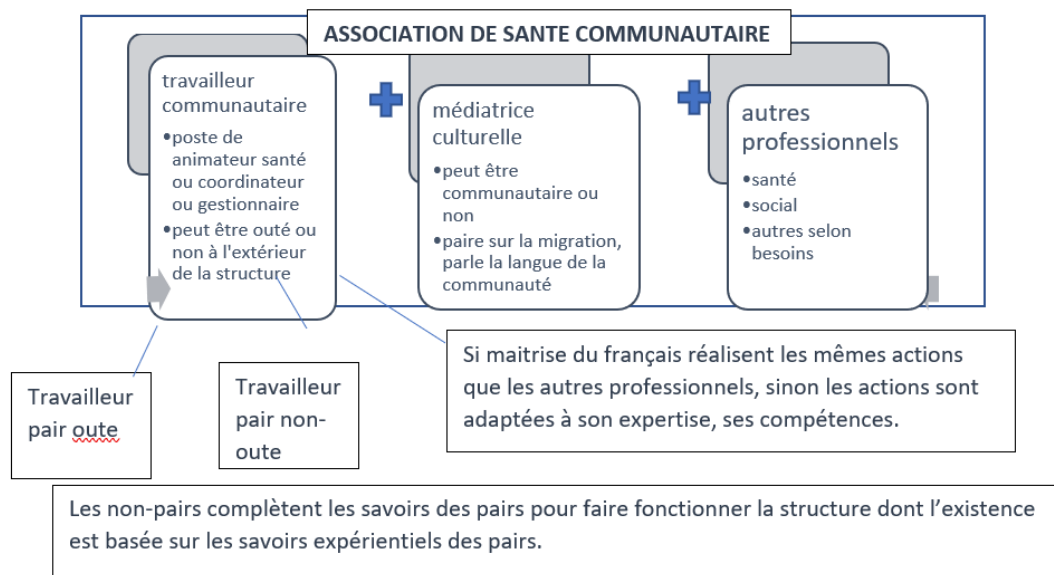 ASSOCIATION DE SANTE COMMUNAUTAIRE
travailleur
communautaire
•poste de
animateur santé
ou coordinateur
ou gestionnaire
•peut être outé ou
non à l'extérieur
de la structure
médiatrice
culturelle
•peut être
communautaire ou
non
•paire sur la migration,
parle la langue de la
communauté
autres
professionnels
•santé
•social
•autres selon
besoins
Travailleur
pair oute
Travailleur
pair non-
oute
Si maitrise du français réalisent les mêmes actions
que les autres professionnels, sinon les actions sont
adaptées à son expertise, ses compétences.
Les non-pairs complètent les savoirs des pairs pour faire fonctionner la structure dont l’existence
est basée sur les savoirs expérientiels des pairs.